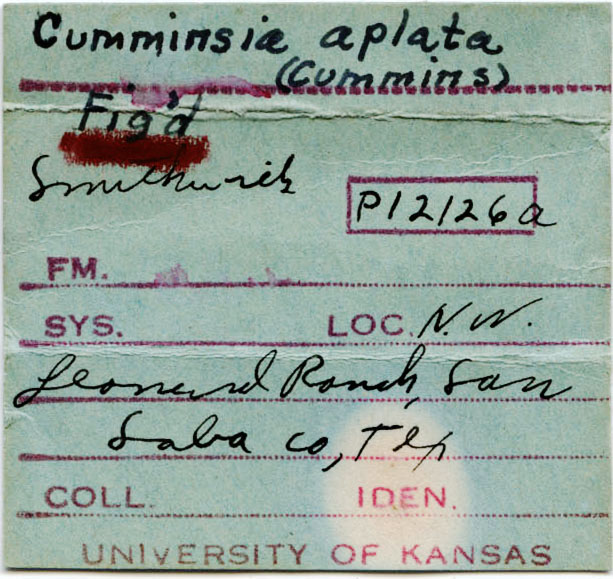 Cumminsia aplata
(Cummins)
Fig'd
Smithwick
P12126a
FM.
SYS. LOC. N.W.
Leonard Ranch, San
Saba Co, Tex
COLL. IDEN.
UNIVERSITY OF KANSAS